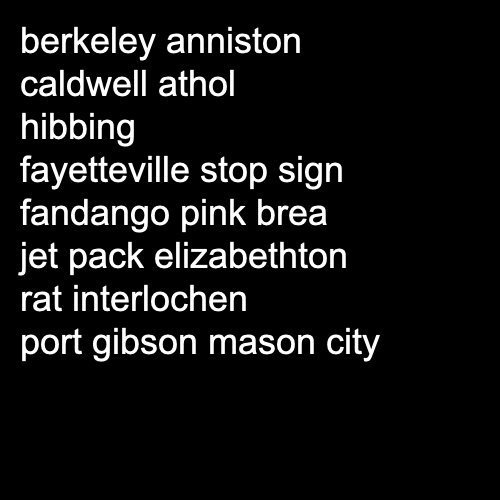 berkeley anniston
caldwell athol
hibbing
fayetteville stop sign
fandango pink brea
jet pack elizabethton
rat interlochen
port gibson mason city